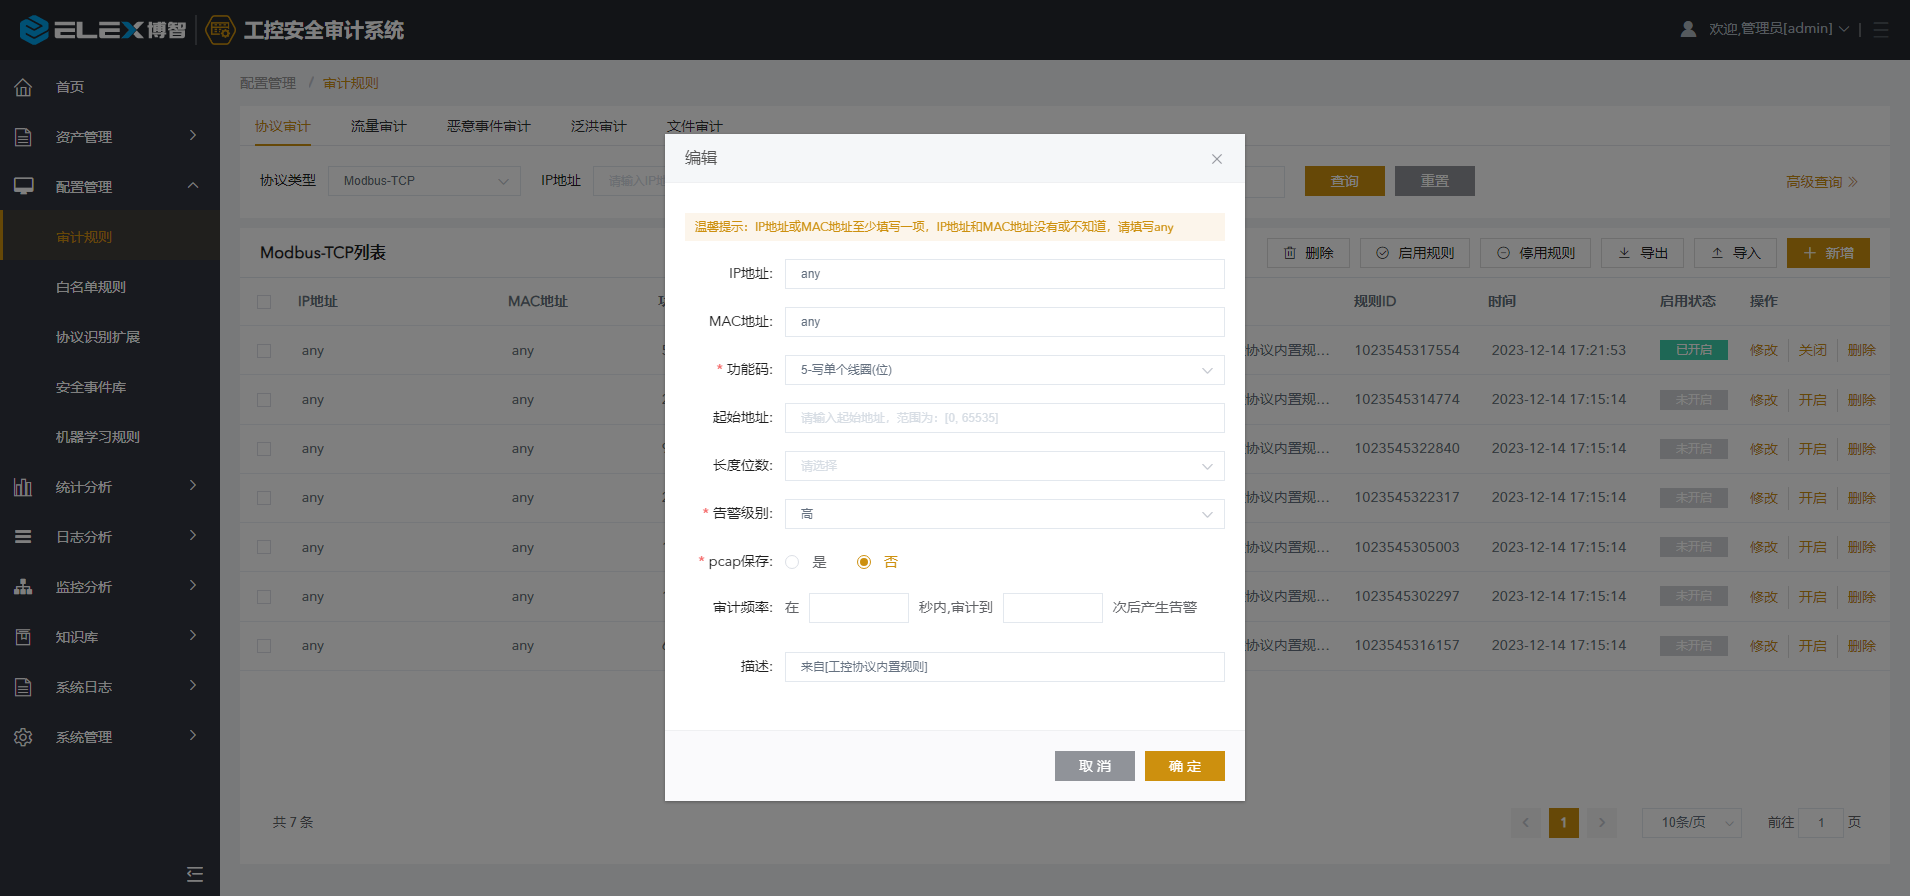 ELEX博智 工控安全审计系统
欢迎,管理员[admin]
首页
资产管理
配置管理
审计规则
白名单规则
协议识别扩展
安全事件库
机器学习规则
统计分析
日志分析
监控分析
知识库
系统日志
系统管理
配置管理 / 审计规则
协议审计 流量审计 恶意事件审计 泛洪审计 文件审计
协议类型 Modbus-TCP IP地址 请输入IP地 查询 重置 高级查询
Modbus-TCP列表 删除 启用规则 停用规则 导出 导入 新增
IP地址 MAC地址 规则ID 时间 启用状态 操作
any any 协议内置规... 1023545317554 2023-12-14 17:21:53 已开启 修改 关闭 删除
any any 协议内置规... 1023545314774 2023-12-14 17:15:14 未开启 修改 开启 删除
any any 协议内置规... 1023545322840 2023-12-14 17:15:14 未开启 修改 开启 删除
any any 协议内置规... 1023545322317 2023-12-14 17:15:14 未开启 修改 开启 删除
any any 协议内置规... 1023545305003 2023-12-14 17:15:14 未开启 修改 开启 删除
any any 协议内置规... 1023545302297 2023-12-14 17:15:14 未开启 修改 开启 删除
any any 协议内置规... 1023545316157 2023-12-14 17:15:14 未开启 修改 开启 删除
共 7 条 1 10条/页 前往 1 页
编辑
温馨提示：IP地址或MAC地址至少填写一项，IP地址和MAC地址没有或不知道，请填写any
IP地址: any
MAC地址: any
* 功能码: 5-写单个线圈(位)
起始地址: 请输入起始地址，范围为：[0, 65535]
长度位数: 请选择
* 告警级别: 高
* pcap保存: 是 否
审计频率: 在 秒内,审计到 次后产生告警
描述: 来自[工控协议内置规则]
取消 确定